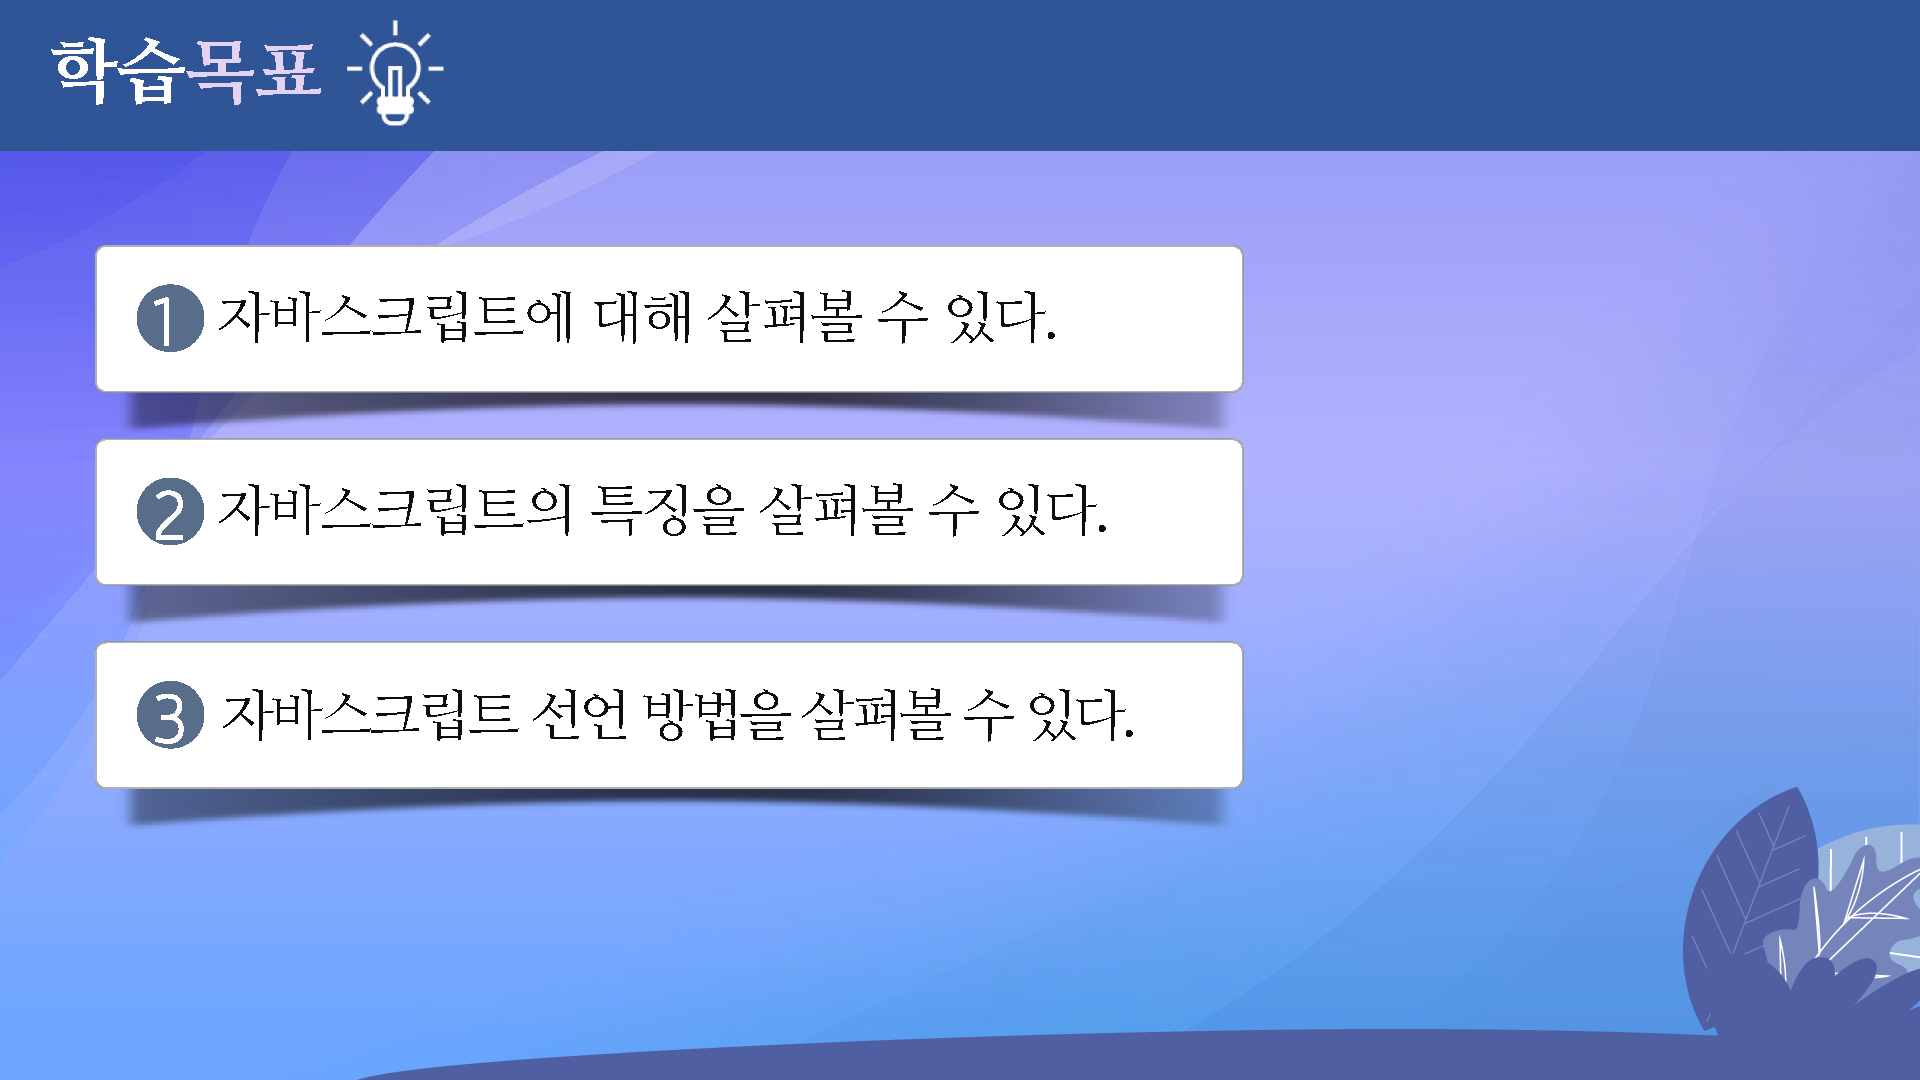 학습목표
1 자바스크립트에 대해 살펴볼 수 있다.
2 자바스크립트의 특징을 살펴볼 수 있다.
3 자바스크립트 선언 방법을 살펴볼 수 있다.